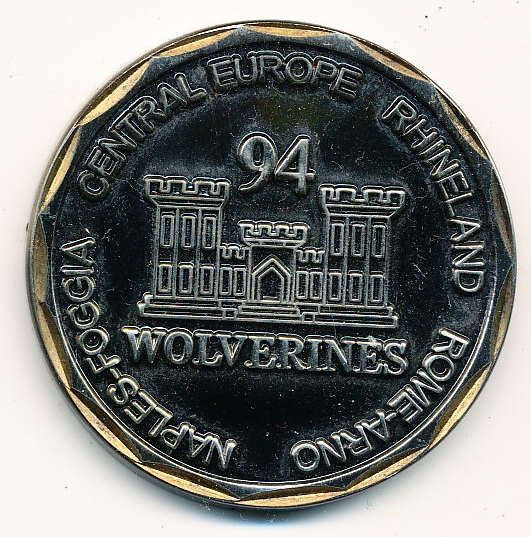 CENTRAL EUROPE
RHINELAND
ROME-ARNO
NAPLES-FOGGIA
94
WOLVERINES